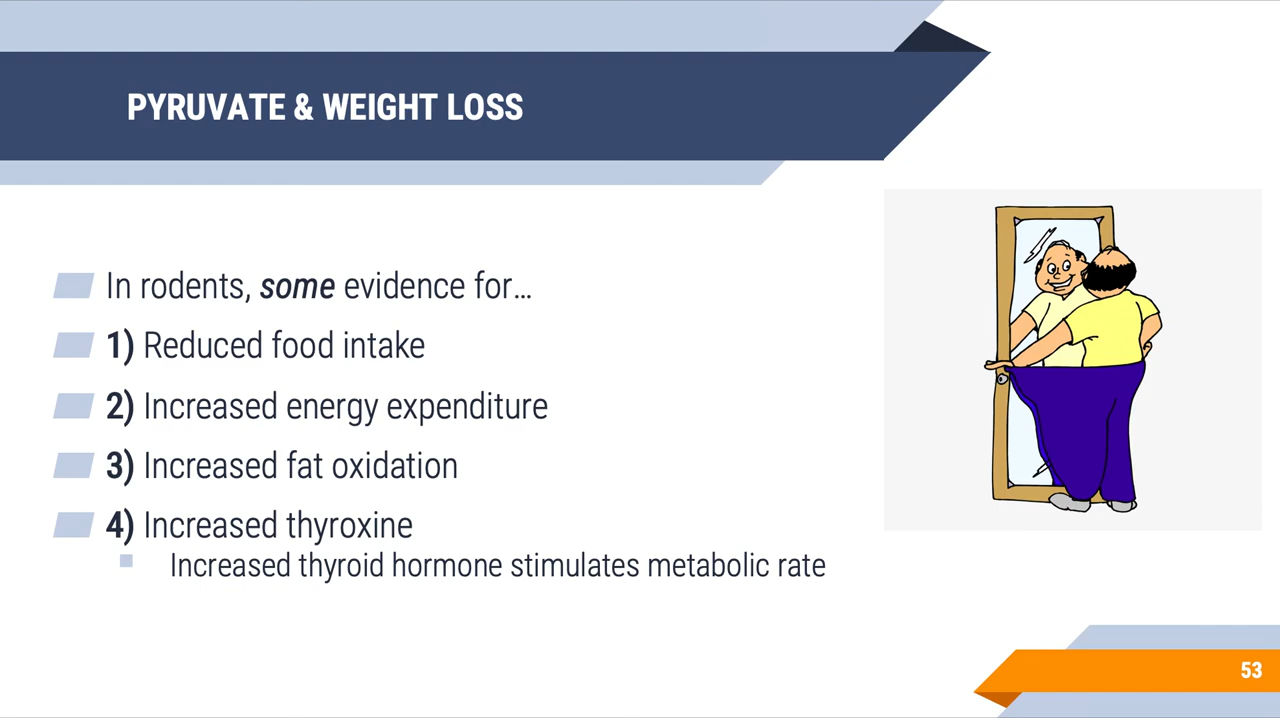 PYRUVATE & WEIGHT LOSS
In rodents, some evidence for…
1) Reduced food intake
2) Increased energy expenditure
3) Increased fat oxidation
4) Increased thyroxine
Increased thyroid hormone stimulates metabolic rate
53